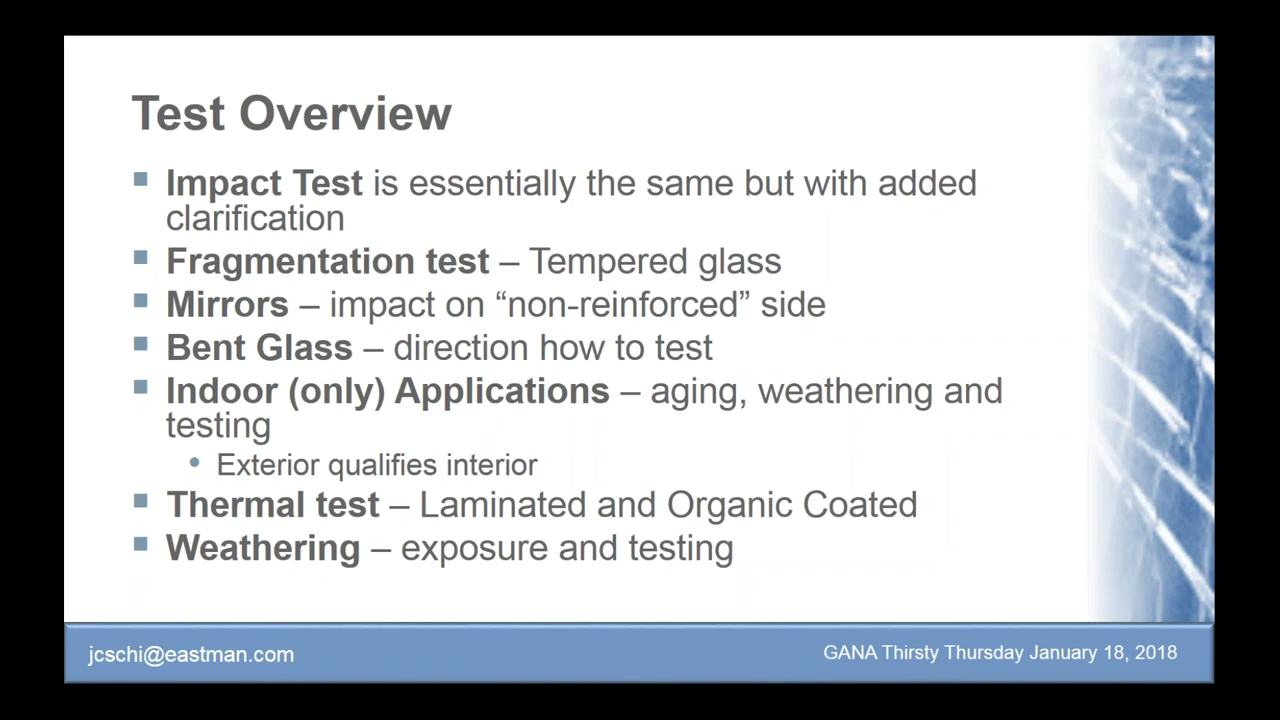 Test Overview
Impact Test is essentially the same but with added
clarification
Fragmentation test – Tempered glass
Mirrors – impact on “non-reinforced” side
Bent Glass – direction how to test
Indoor (only) Applications – aging, weathering and
testing
Exterior qualifies interior
Thermal test – Laminated and Organic Coated
Weathering – exposure and testing
jcschi@eastman.com
GANA Thirsty Thursday January 18, 2018